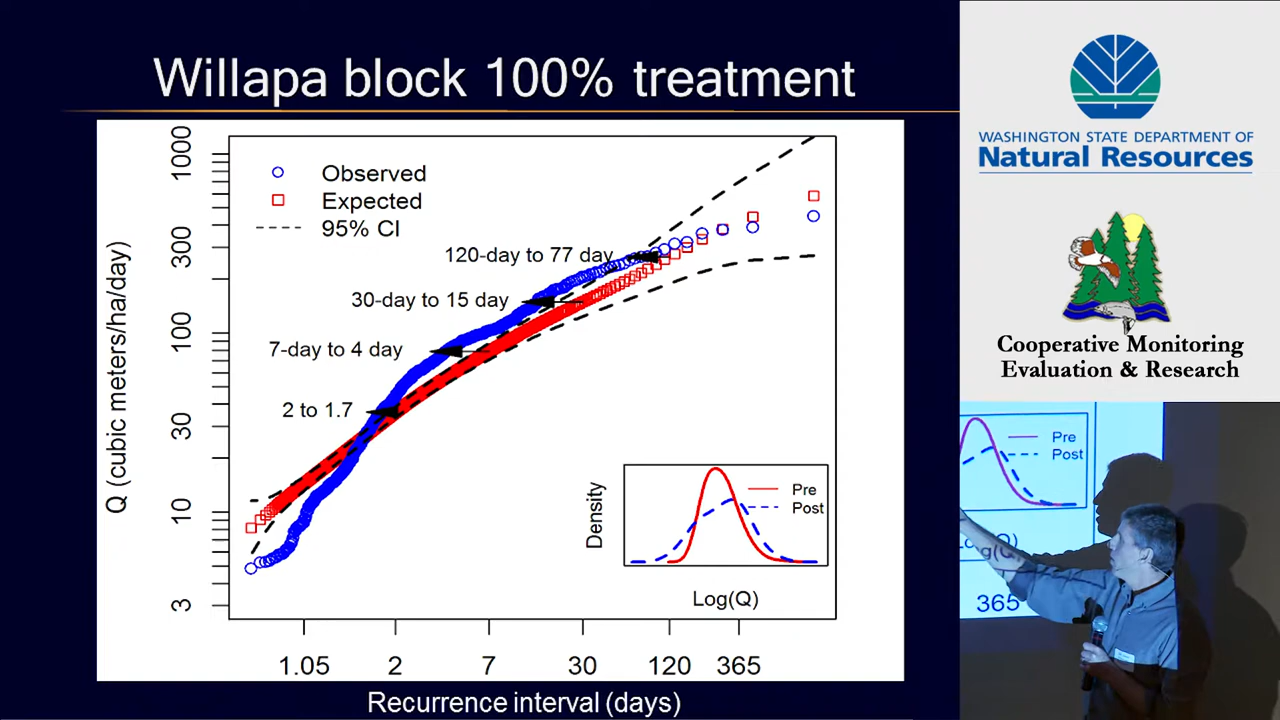 Willapa block 100% treatment
1000
300
100
30
10
3
Q (cubic meters/ha/day)
Observed
Expected
95% CI
120-day to 77 day
30-day to 15 day
7-day to 4 day
2 to 1.7
Density
Pre
Post
Log(Q)
1.05 2 7 30 120 365
Recurrence interval (days)
WASHINGTON STATE DEPARTMENT OF
Natural Resources
Cooperative Monitoring
Evaluation & Research
Pre
Post
Log(Q)
365